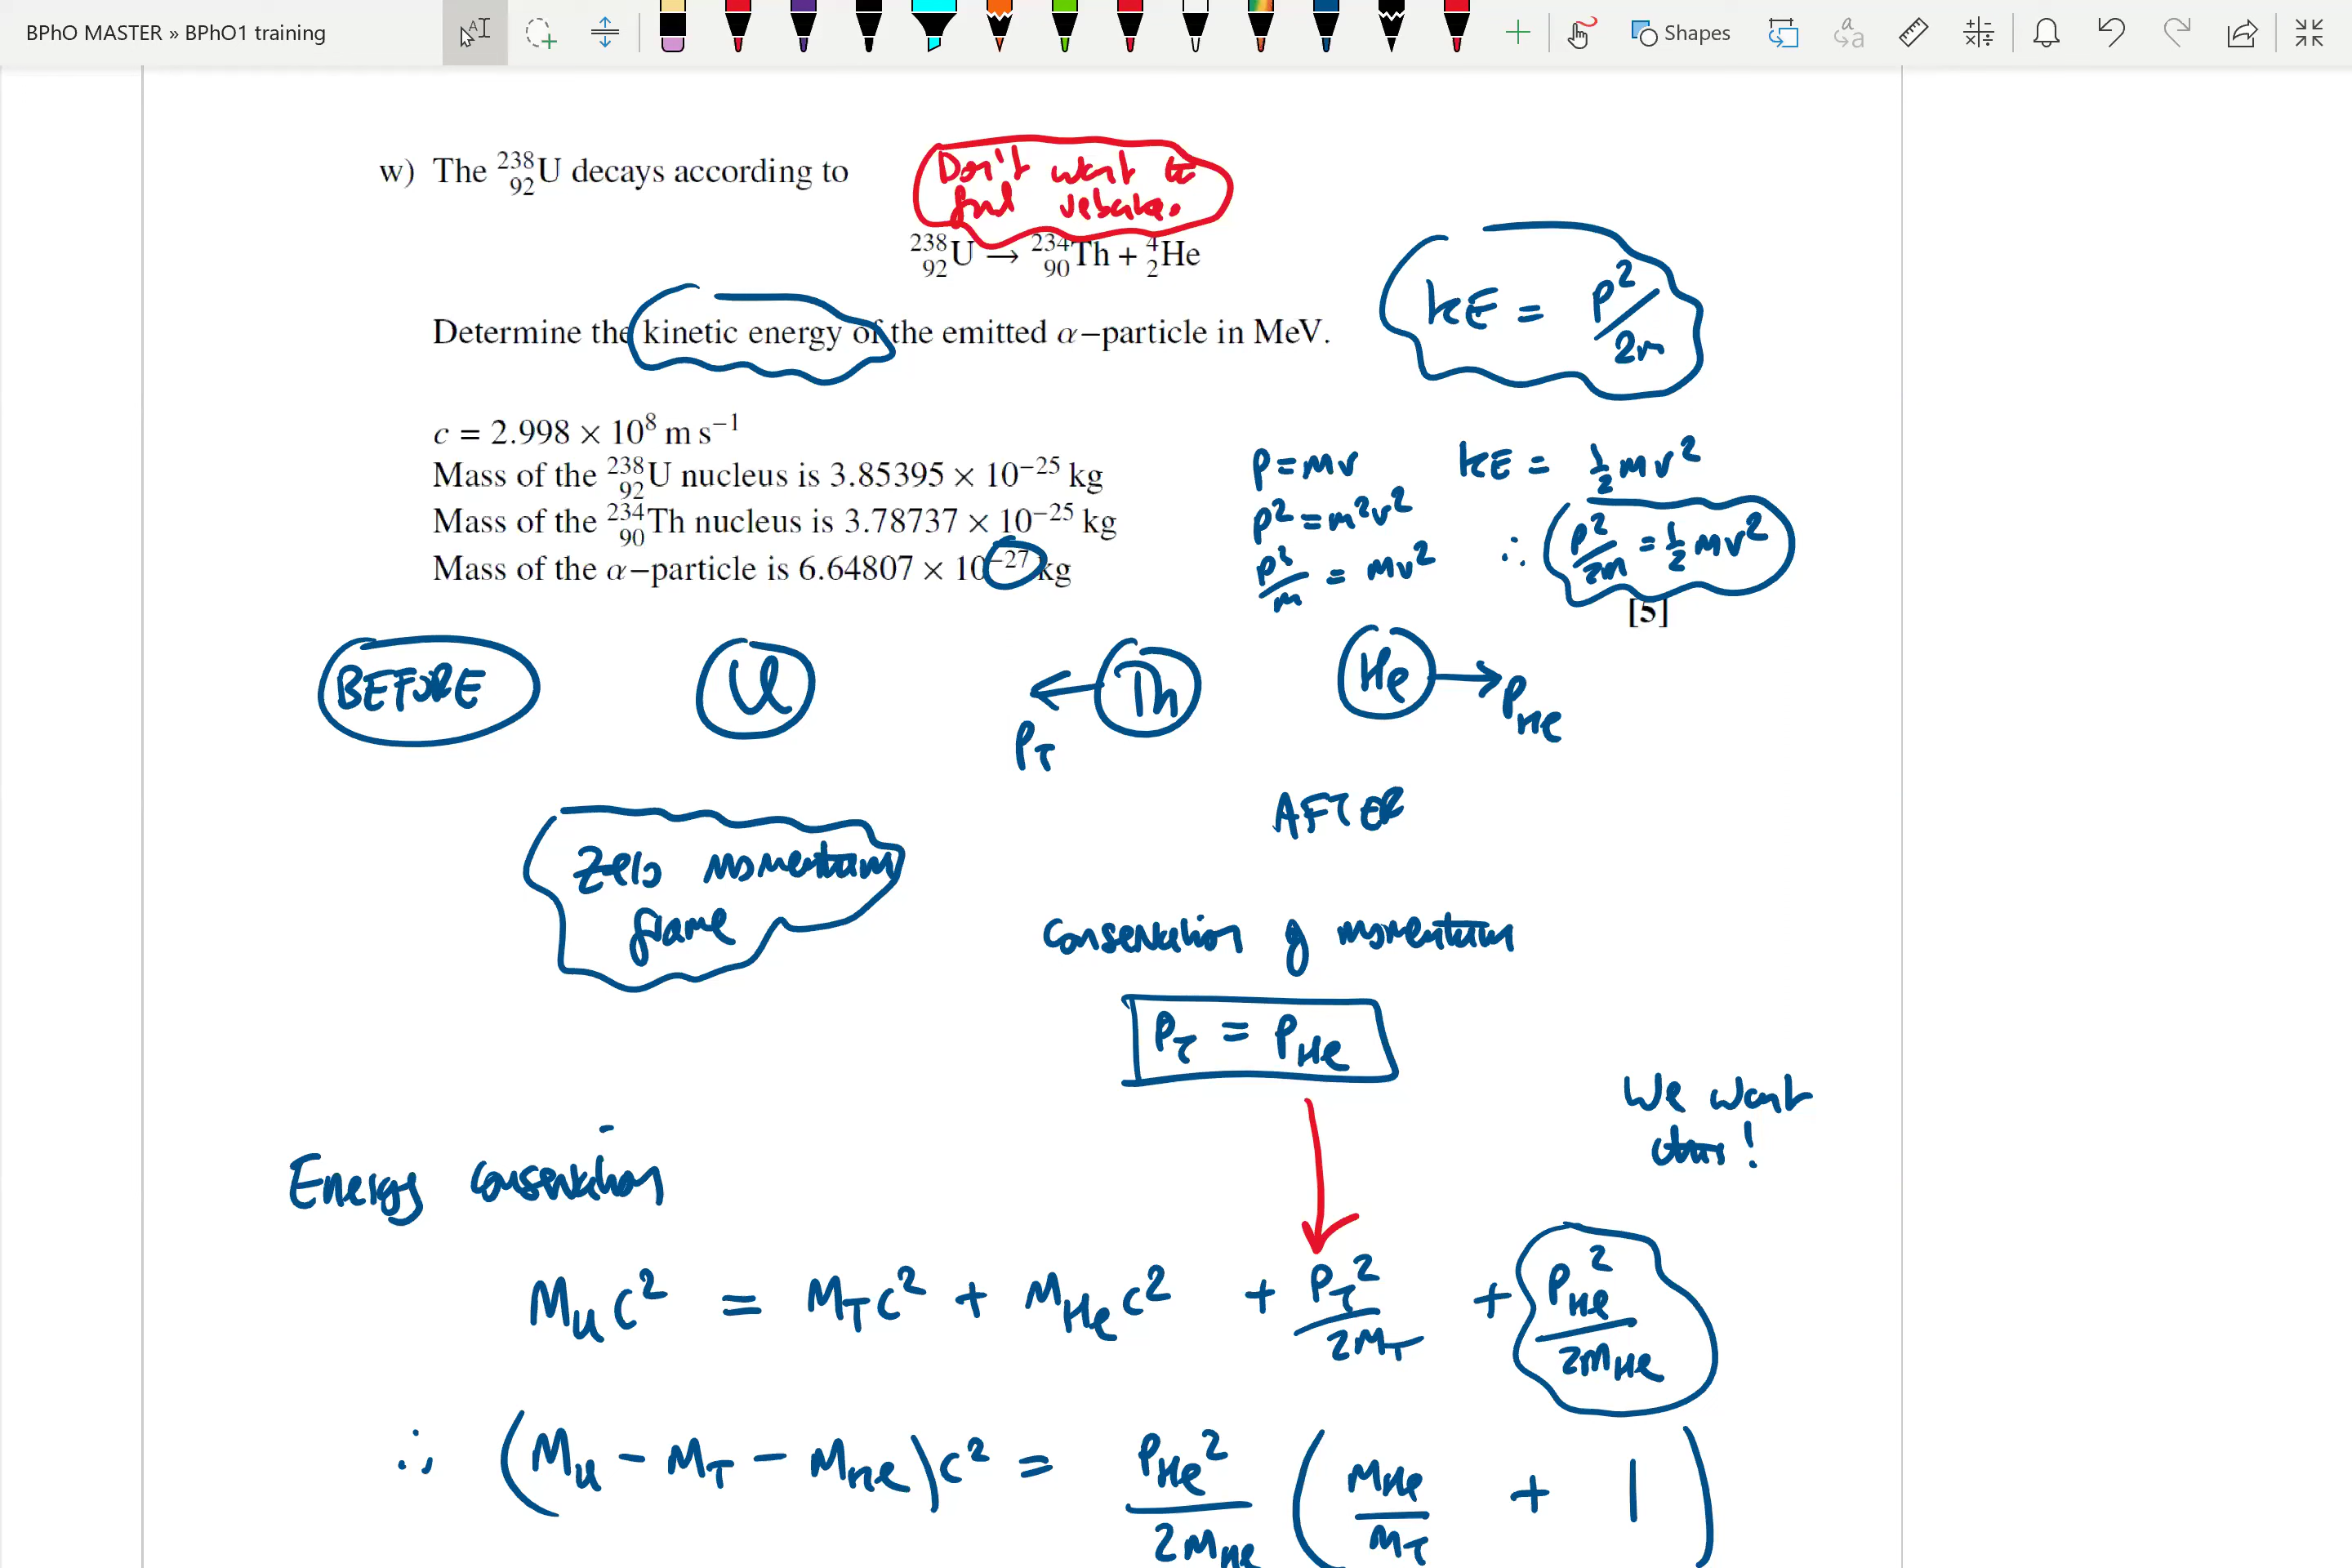 BPhO MASTER » BPhO1 training
Shapes
w) The ²³⁸₉₂U decays according to
Don't want to
find
²³⁸₉₂U → ²³⁴₉₀Th + ⁴₂He
Determine the kinetic energy of the emitted α−particle in MeV.
KE = p²/2m
c = 2.998 × 10⁸ m s⁻¹
Mass of the ²³⁸₉₂U nucleus is 3.85395 × 10⁻²⁵ kg
Mass of the ²³⁴₉₀Th nucleus is 3.78737 × 10⁻²⁵ kg
Mass of the α−particle is 6.64807 × 10⁻²⁷ kg
p = mv
p² = m²v²
p²/m = mv²
KE = ½mv²
∴ p²/2m = ½mv²
[5]
BEFORE
U
Th
He
P_T
P_He
AFTER
Zero momentum
frame
Conservation of momentum
P_T = P_He
We want
this!
Energy conservation
M_U c² = M_T c² + M_He c² + P_T²/2M_T + P_He²/2M_He
∴ (M_U − M_T − M_He)c² = P_He²/2M_He (M_He/M_T + 1)